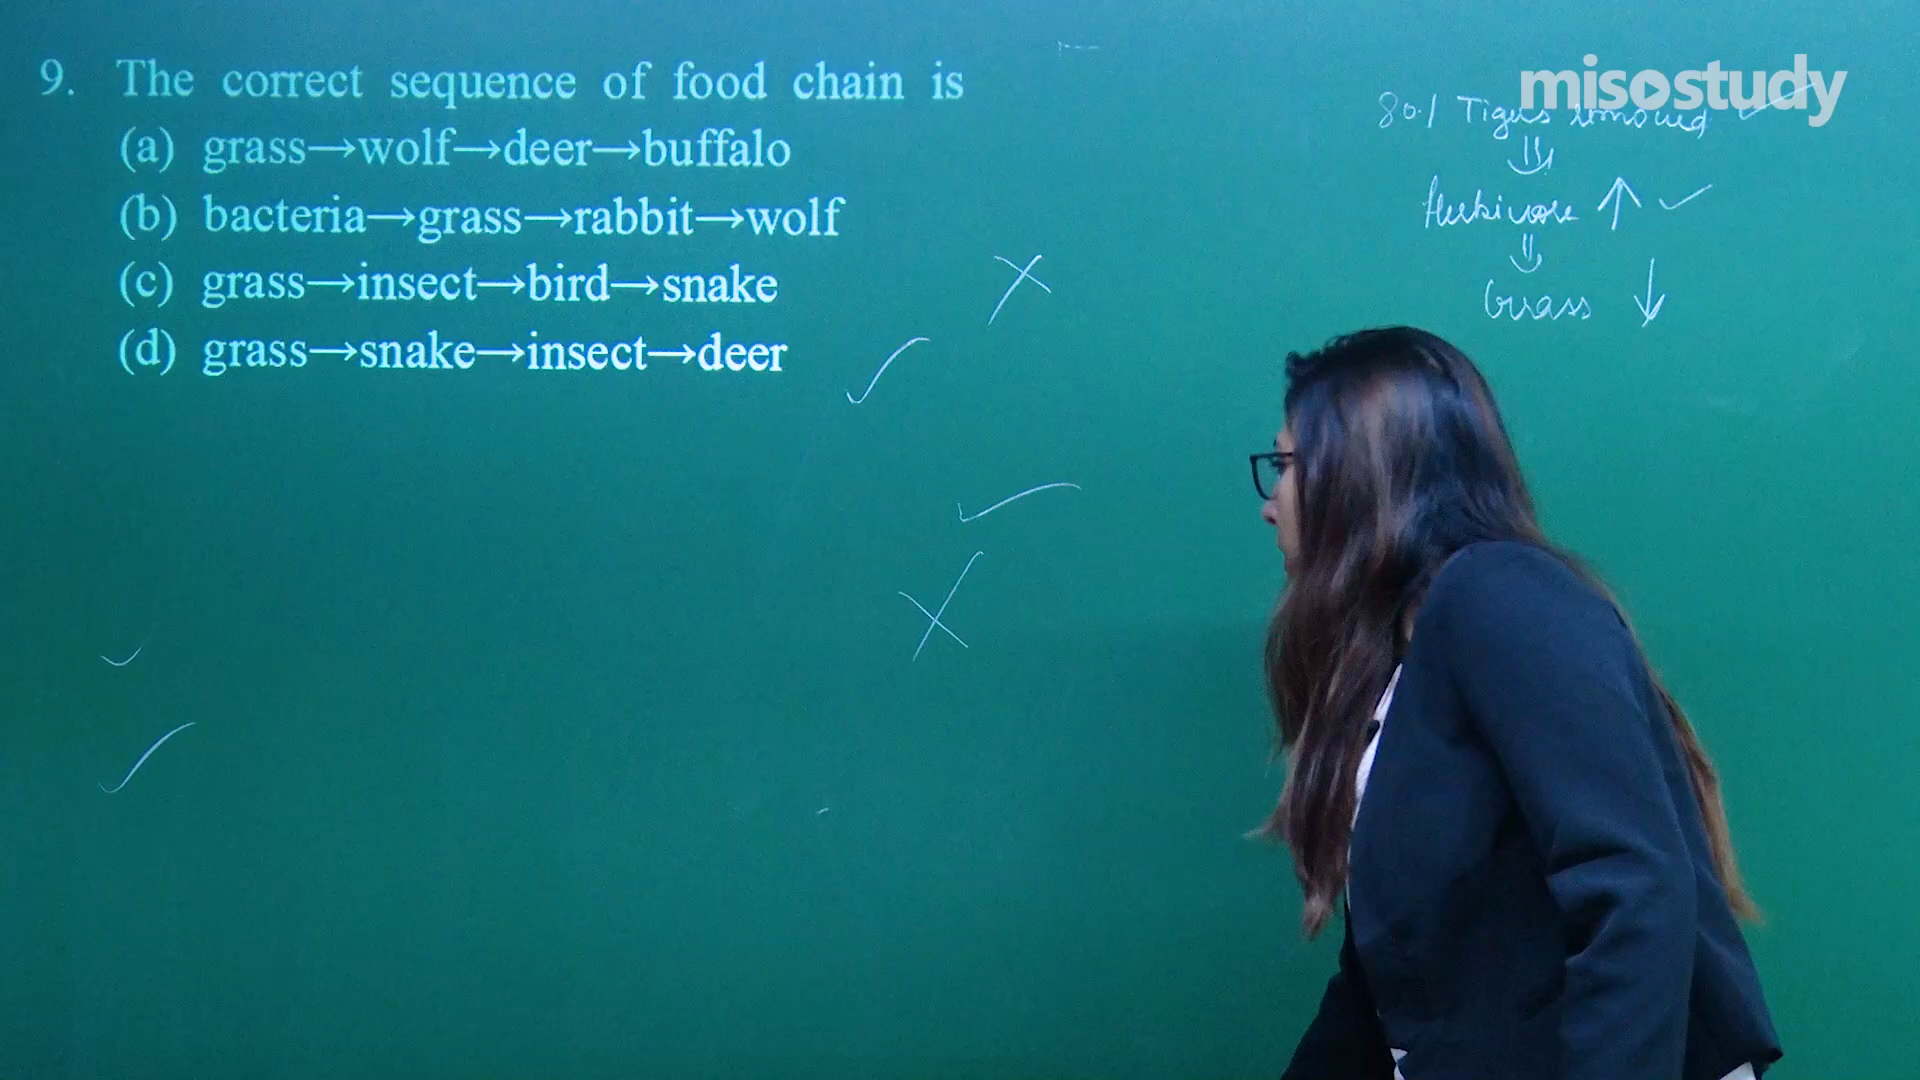 9. The correct sequence of food chain is
(a) grass→wolf→deer→buffalo
(b) bacteria→grass→rabbit→wolf
(c) grass→insect→bird→snake
(d) grass→snake→insect→deer
misostudy
80% Tigers removed
Herbivore ↑
Grass ↓